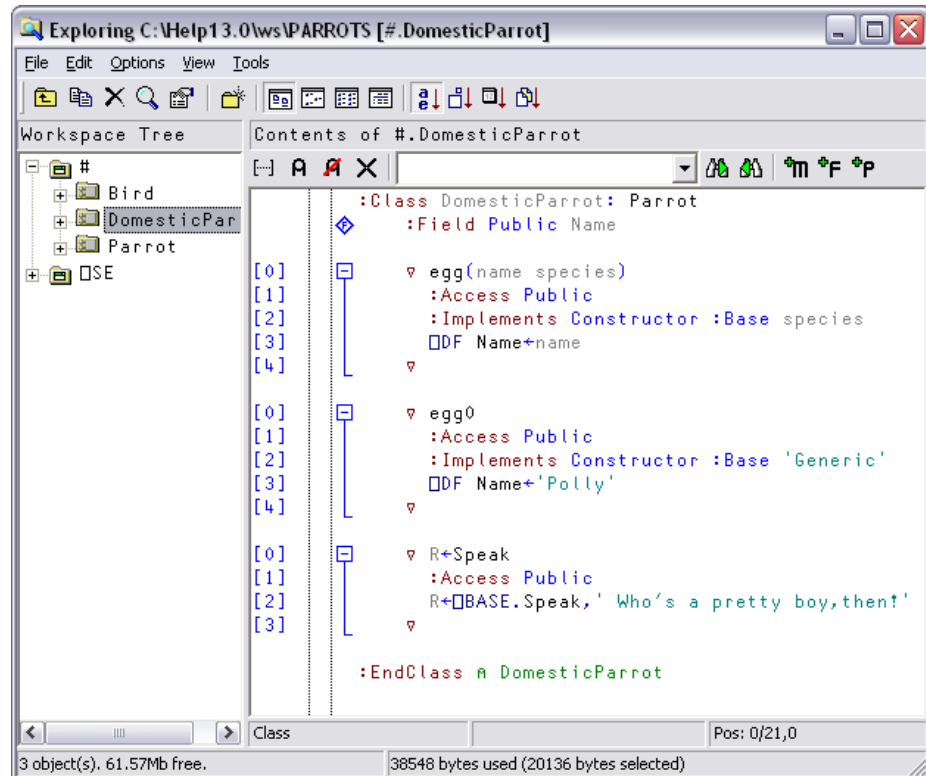 Exploring C:\Help13.0\ws\PARROTS [#.DomesticParrot]
File Edit Options View Tools
Workspace Tree
#
Bird
DomesticPar
Parrot
⎕SE
Contents of #.DomesticParrot
:Class DomesticParrot: Parrot
:Field Public Name
[0] ∇ egg(name species)
[1] :Access Public
[2] :Implements Constructor :Base species
[3] ⎕DF Name←name
[4] ∇
[0] ∇ egg0
[1] :Access Public
[2] :Implements Constructor :Base 'Generic'
[3] ⎕DF Name←'Polly'
[4] ∇
[0] ∇ R←Speak
[1] :Access Public
[2] R←⎕BASE.Speak,' Who's a pretty boy,then!'
[3] ∇
:EndClass ⍝ DomesticParrot
Class Pos: 0/21,0
3 object(s). 61.57Mb free. 38548 bytes used (20136 bytes selected)